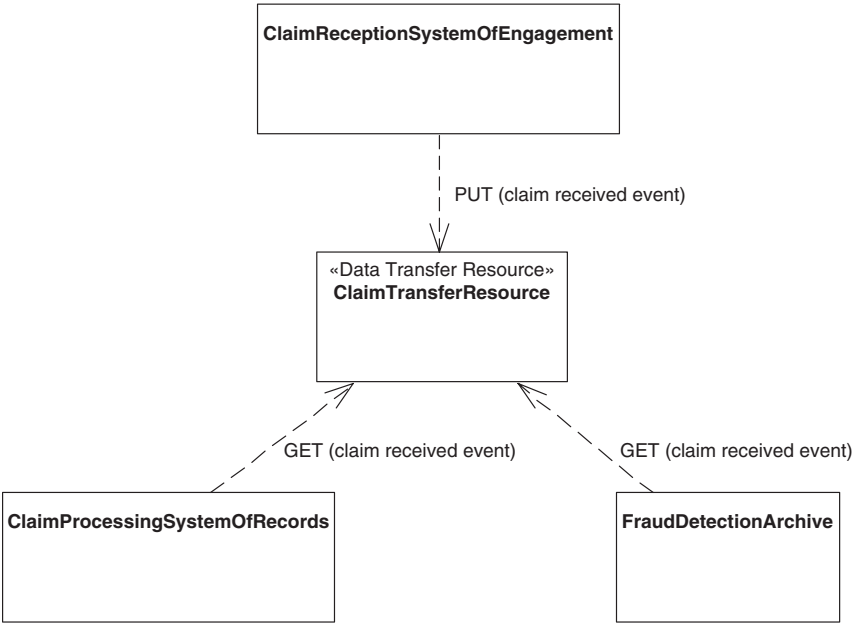 ClaimReceptionSystemOfEngagement
PUT (claim received event)
«Data Transfer Resource»
ClaimTransferResource
GET (claim received event)
GET (claim received event)
ClaimProcessingSystemOfRecords
FraudDetectionArchive